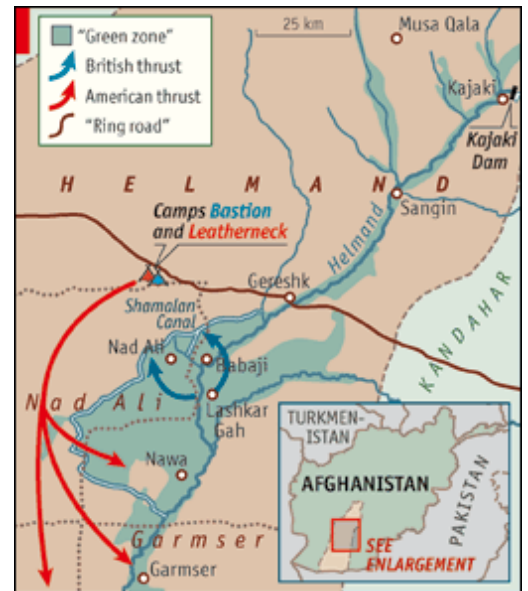 "Green zone"
British thrust
American thrust
"Ring road"
25 km
Musa Qala
Kajaki
Kajaki
Dam
HELMAND
Sangin
Camps Bastion
and Leatherneck
Helmand
Gereshk
Shamalan
Canal
KANDAHAR
Nad Ali
Babaji
Nad Ali
Lashkar
Gah
Nawa
Garmser
Garmser
TURKMEN-
ISTAN
AFGHANISTAN
PAKISTAN
SEE
ENLARGEMENT